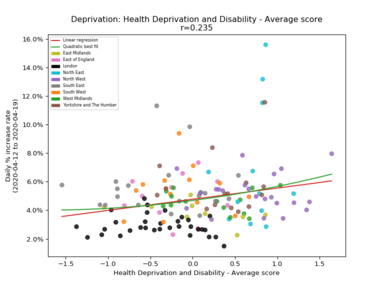 Deprivation: Health Deprivation and Disability - Average score
r=0.235
Linear regression
Quadratic best fit
East Midlands
East of England
London
North East
North West
South East
South West
West Midlands
Yorkshire and The Humber
Daily % increase rate
(2020-04-12 to 2020-04-19)
16.0%
14.0%
12.0%
10.0%
8.0%
6.0%
4.0%
2.0%
−1.5 −1.0 −0.5 0.0 0.5 1.0 1.5
Health Deprivation and Disability - Average score